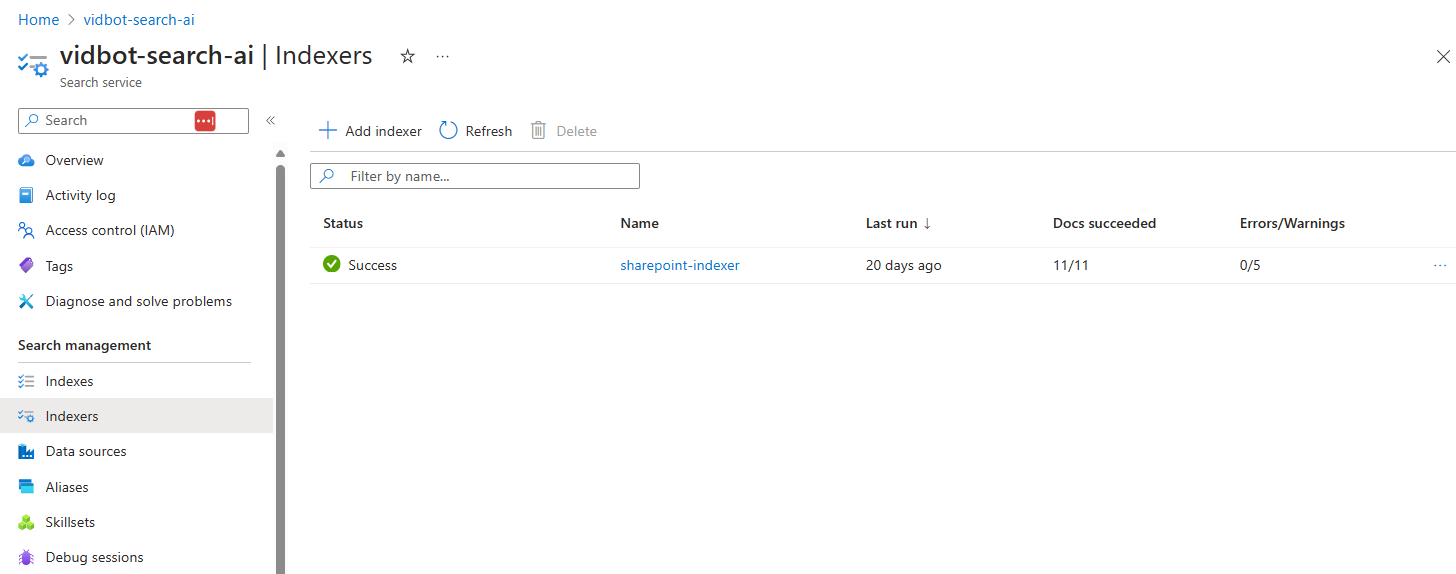 Home > vidbot-search-ai
vidbot-search-ai | Indexers
Search service
Search
Add indexer Refresh Delete
Filter by name...
Overview
Activity log
Access control (IAM)
Tags
Diagnose and solve problems
Search management
Indexes
Indexers
Data sources
Aliases
Skillsets
Debug sessions
Status Name Last run ↓ Docs succeeded Errors/Warnings
Success sharepoint-indexer 20 days ago 11/11 0/5